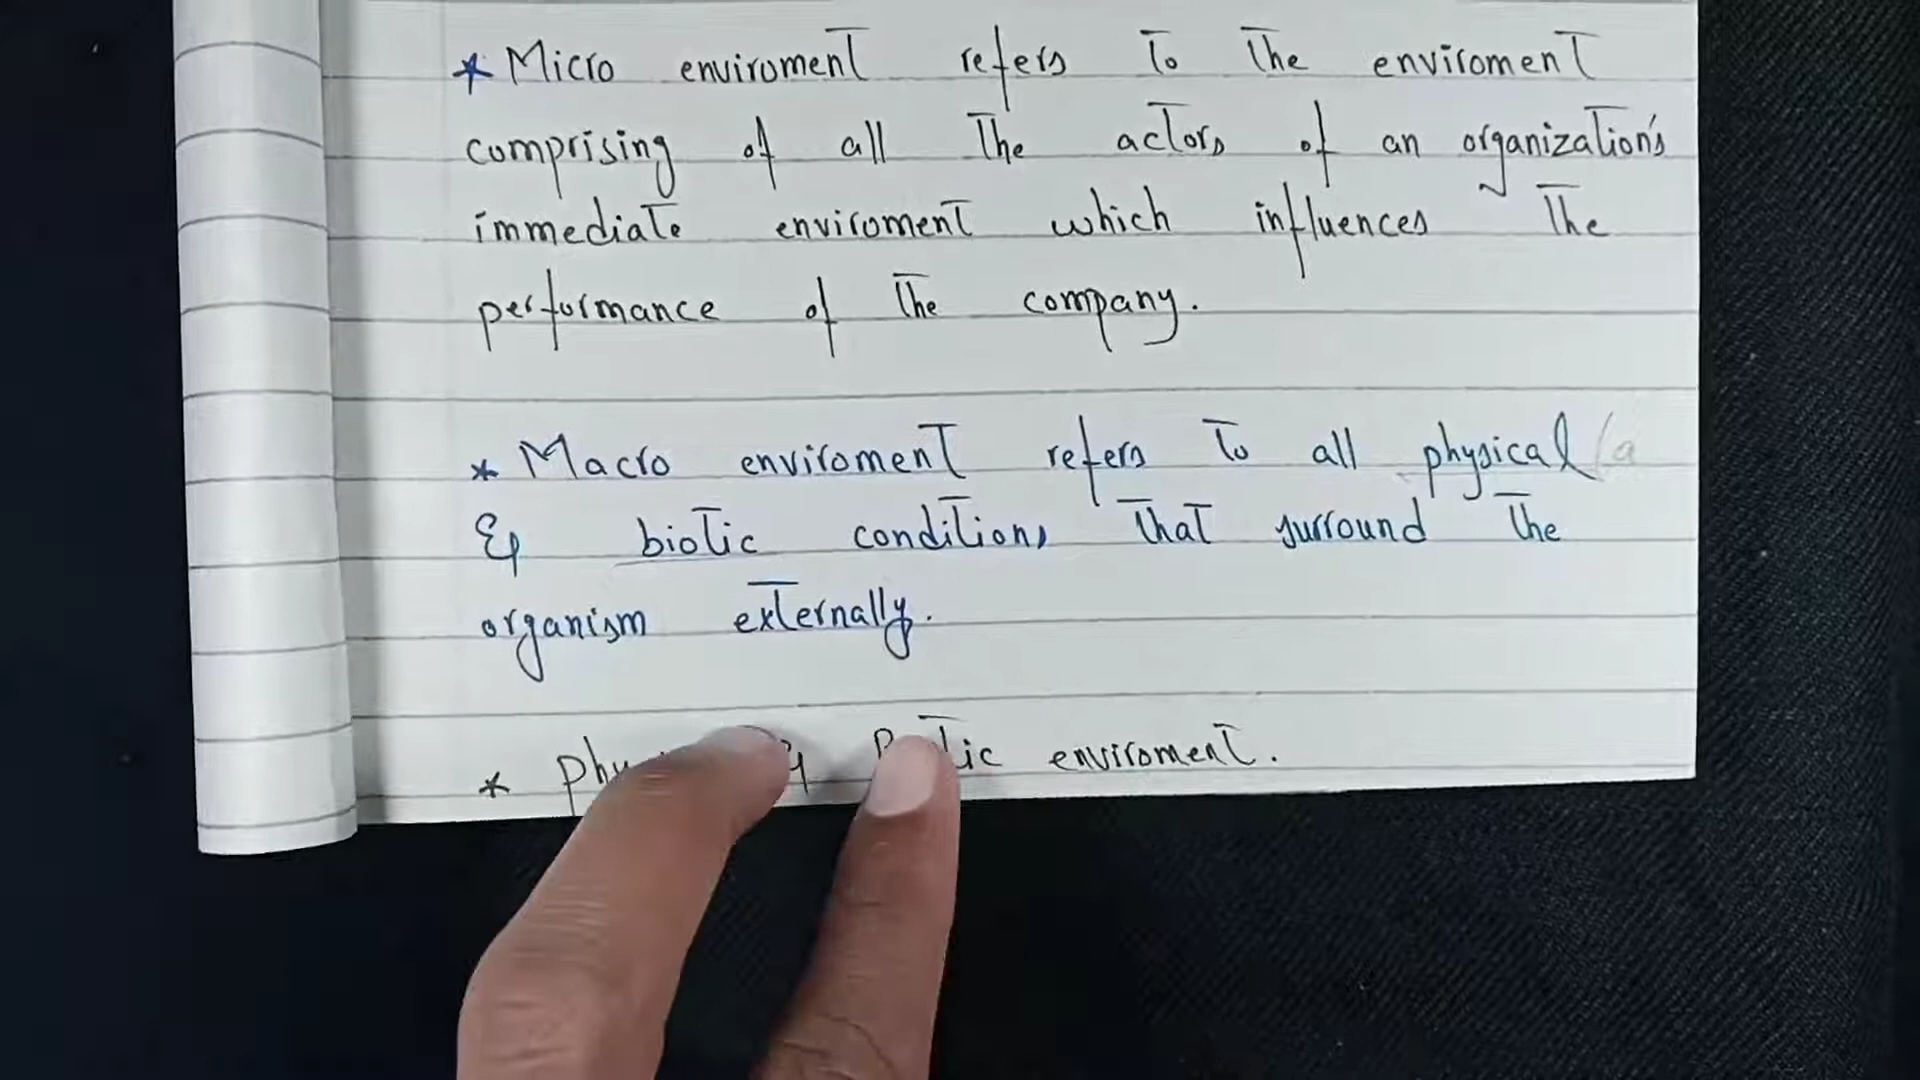 * Micro enviroment refers to the enviroment
comprising of all the actors of an organization's
immediate enviroment which influences the
performance of the company.
* Macro enviroment refers to all physical
& biotic conditions that surround the
organism externally.
* & enviroment.